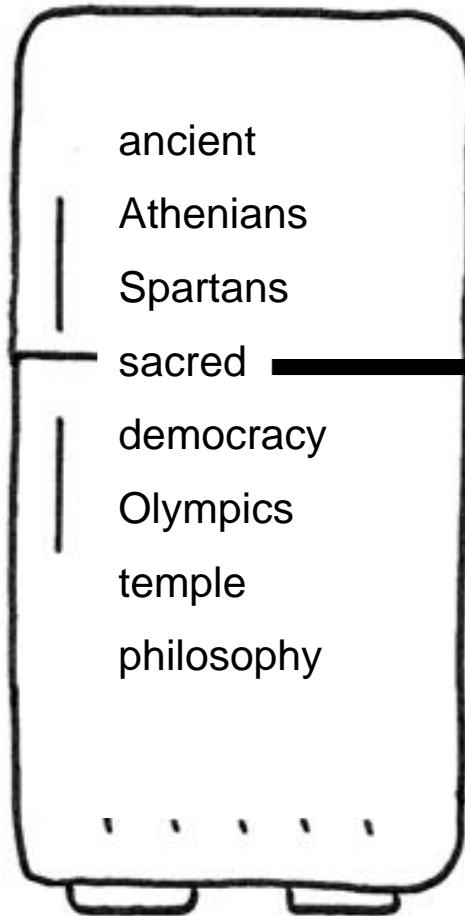 ancient
Athenians
Spartans
sacred
democracy
Olympics
temple
philosophy